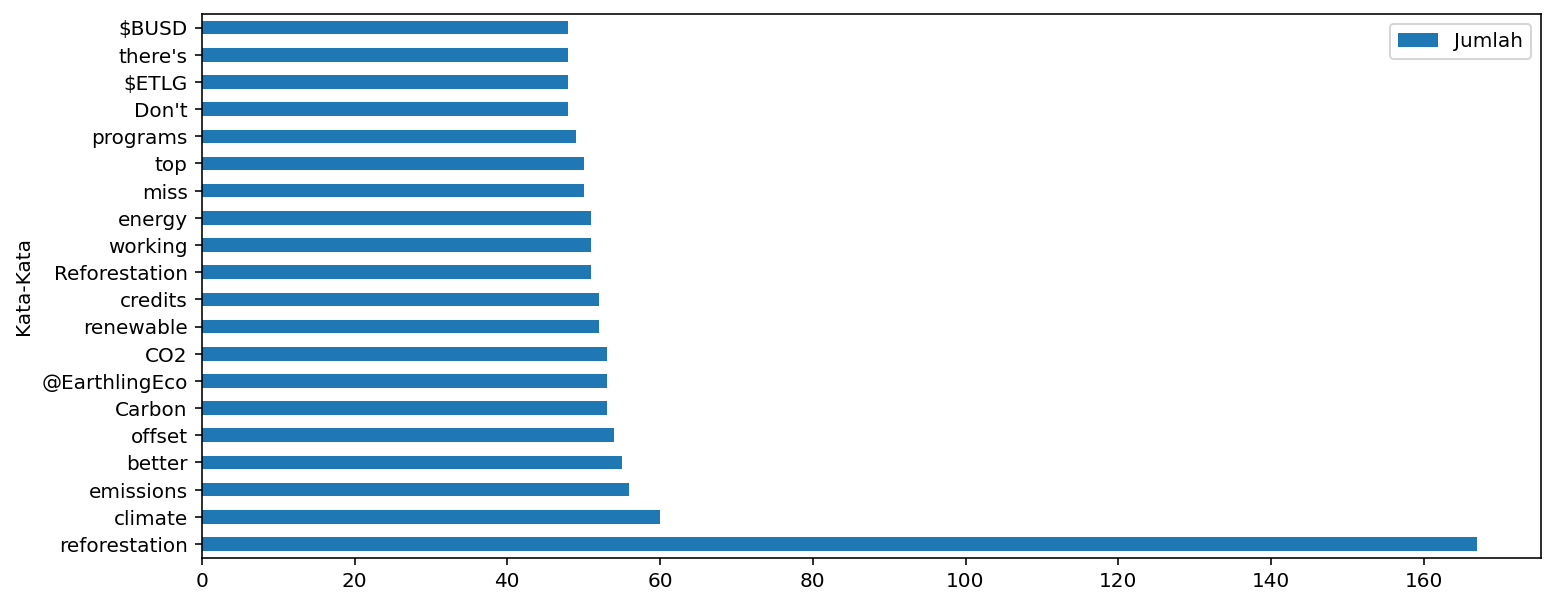 $BUSD
there's
$ETLG
Don't
programs
top
miss
energy
working
Reforestation
credits
renewable
CO2
@EarthlingEco
Carbon
offset
better
emissions
climate
reforestation
Kata-Kata
Jumlah
0 20 40 60 80 100 120 140 160